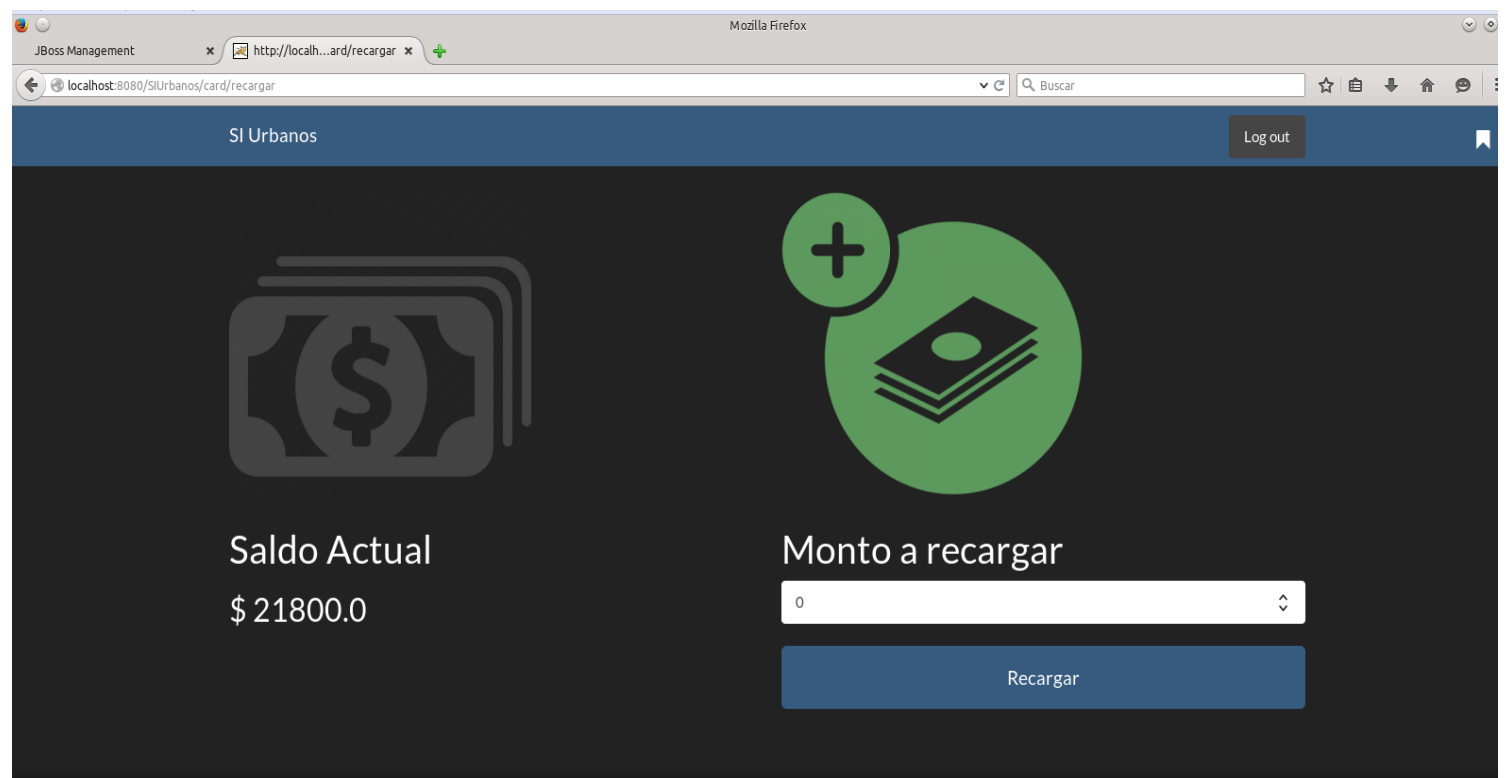 Mozilla Firefox
JBoss Management
http://localh...ard/recargar
localhost:8080/SIUrbanos/card/recargar
Buscar
SI Urbanos
Log out
$
Saldo Actual
$ 21800.0
Monto a recargar
0
Recargar